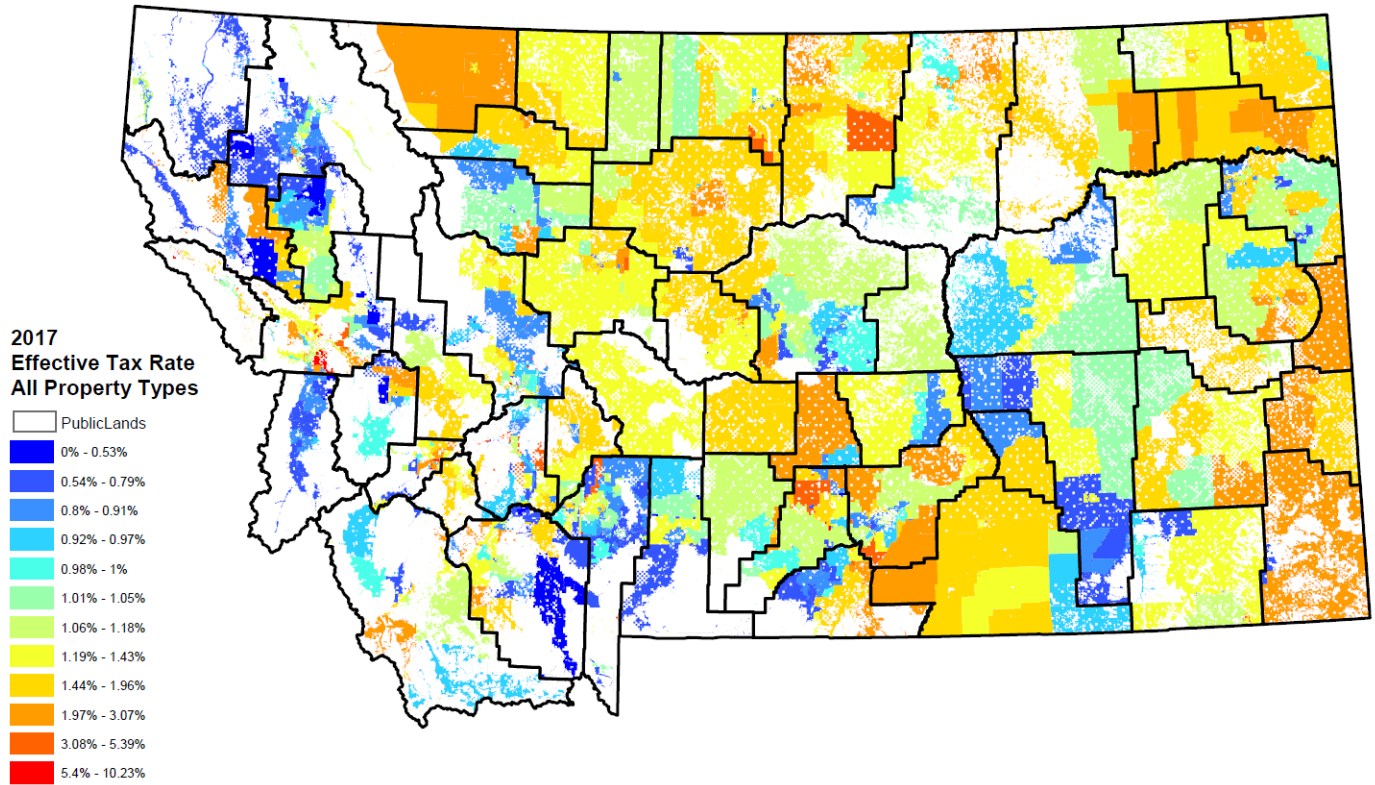 2017
Effective Tax Rate
All Property Types
PublicLands
0% - 0.53%
0.54% - 0.79%
0.8% - 0.91%
0.92% - 0.97%
0.98% - 1%
1.01% - 1.05%
1.06% - 1.18%
1.19% - 1.43%
1.44% - 1.96%
1.97% - 3.07%
3.08% - 5.39%
5.4% - 10.23%